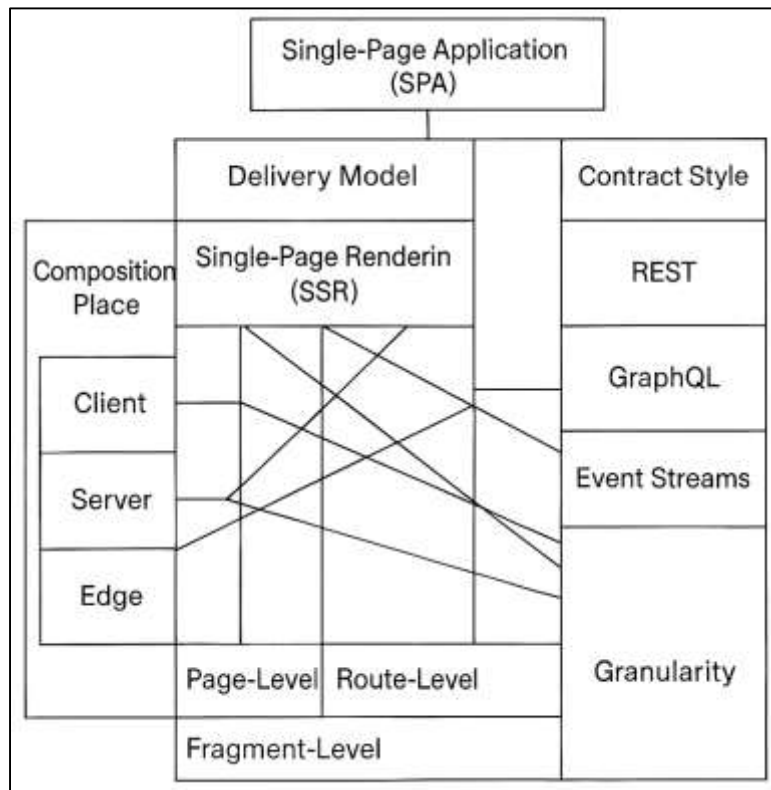 Single-Page Application
(SPA)
Delivery Model
Contract Style
Composition
Place
Single-Page Renderin
(SSR)
REST
Client
GraphQL
Server
Event Streams
Edge
Page-Level
Route-Level
Granularity
Fragment-Level